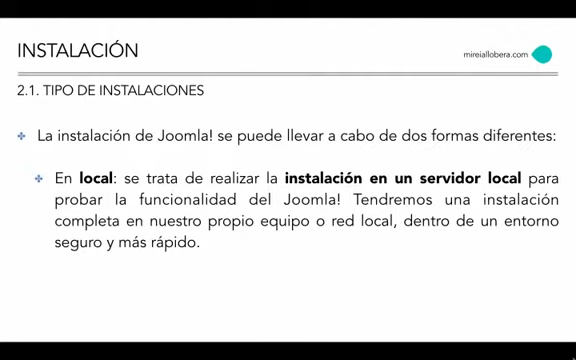 INSTALACIÓN
mireiallobera.com
2.1. TIPO DE INSTALACIONES
La instalación de Joomla! se puede llevar a cabo de dos formas diferentes:
En local: se trata de realizar la instalación en un servidor local para
probar la funcionalidad del Joomla! Tendremos una instalación
completa en nuestro propio equipo o red local, dentro de un entorno
seguro y más rápido.